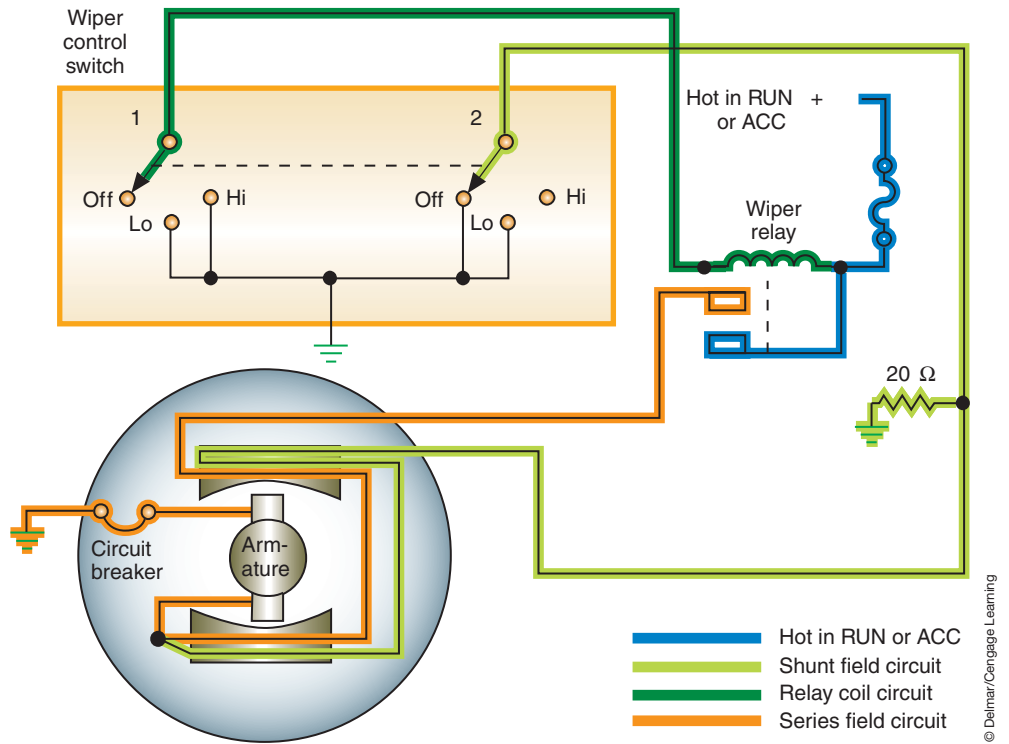 Wiper
control
switch
1
2
Hot in RUN +
or ACC
Off
Hi
Lo
Off
Hi
Lo
Wiper
relay
20 Ω
Circuit
breaker
Arm-
ature
Hot in RUN or ACC
Shunt field circuit
Relay coil circuit
Series field circuit
© Delmar/Cengage Learning